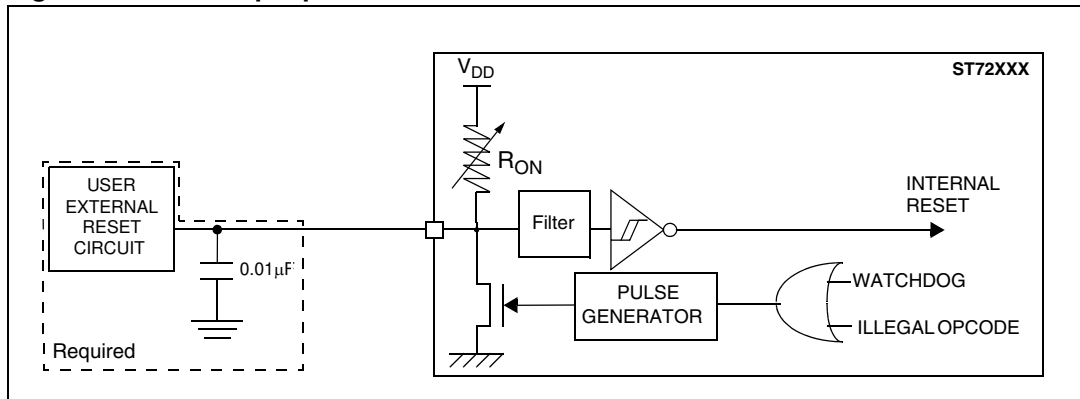 V_DD
ST72XXX
R_ON
USER
EXTERNAL
RESET
CIRCUIT
Filter
INTERNAL
RESET
0.01µF
PULSE
GENERATOR
WATCHDOG
ILLEGAL OPCODE
Required